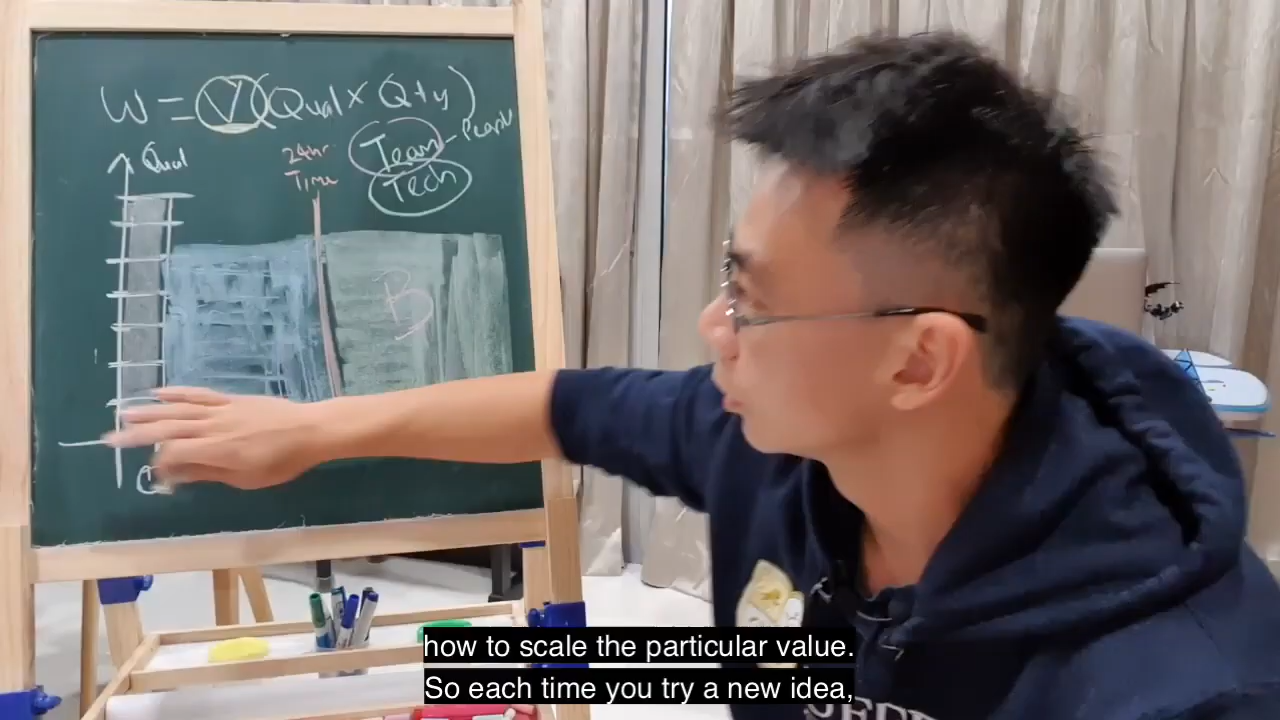 W = V (Qual x Qty)
Team - People
Tech
24hr
Time
Qual
B
how to scale the particular value.
So each time you try a new idea,